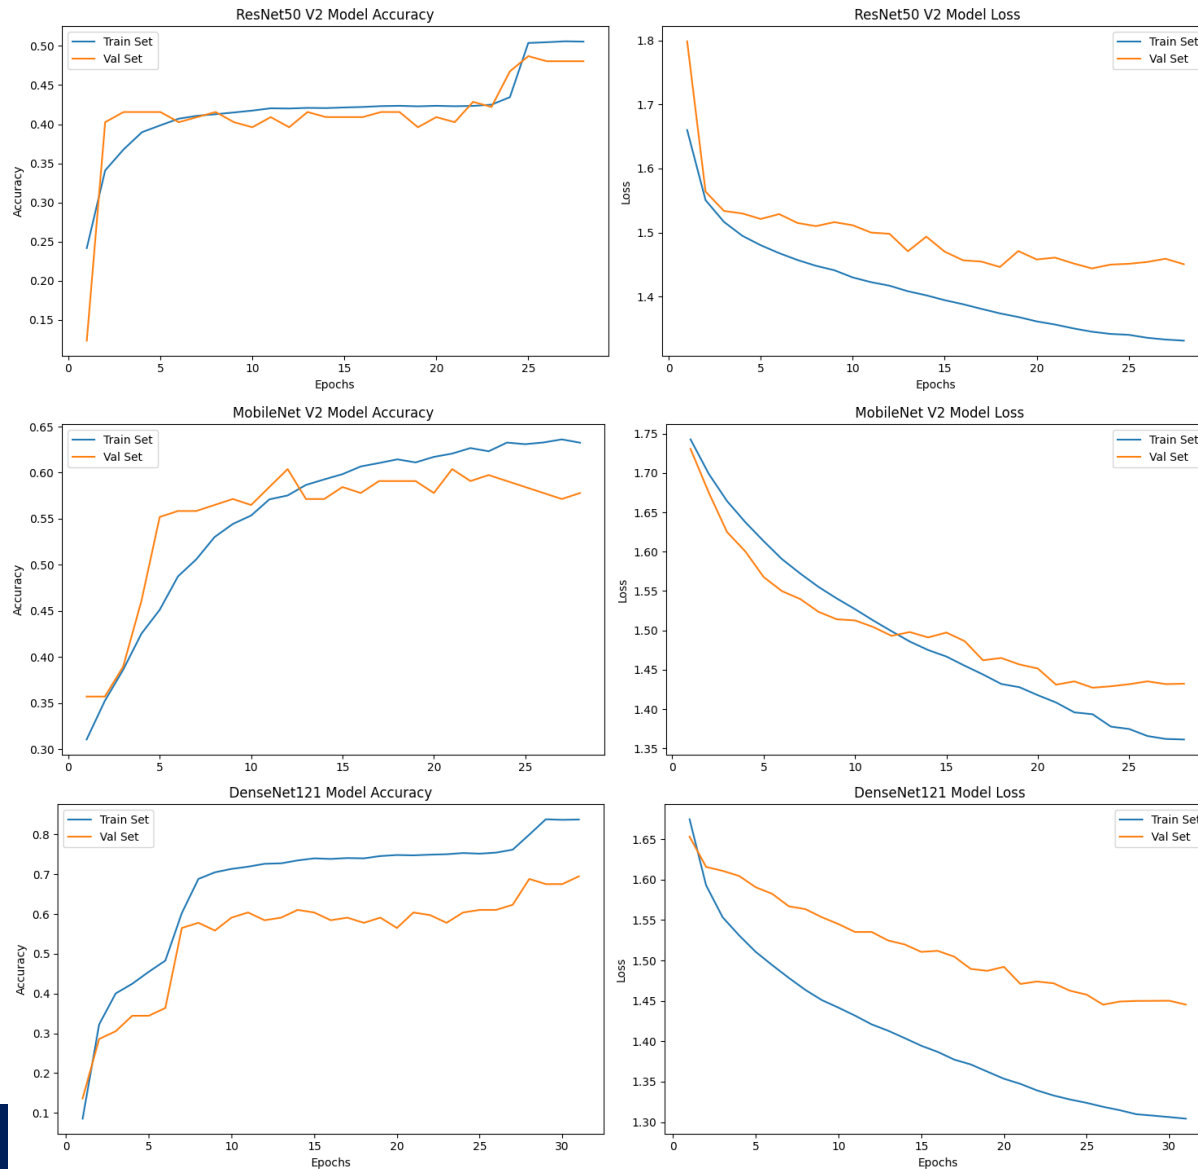 ResNet50 V2 Model Accuracy
Train Set
Val Set
0.50
0.45
0.40
0.35
0.30
0.25
0.20
0.15
Accuracy
0 5 10 15 20 25
Epochs
ResNet50 V2 Model Loss
Train Set
Val Set
1.8
1.7
1.6
1.5
1.4
Loss
0 5 10 15 20 25
Epochs
MobileNet V2 Model Accuracy
Train Set
Val Set
0.65
0.60
0.55
0.50
0.45
0.40
0.35
0.30
Accuracy
0 5 10 15 20 25
Epochs
MobileNet V2 Model Loss
Train Set
Val Set
1.75
1.70
1.65
1.60
1.55
1.50
1.45
1.40
1.35
Loss
0 5 10 15 20 25
Epochs
DenseNet121 Model Accuracy
Train Set
Val Set
0.8
0.7
0.6
0.5
0.4
0.3
0.2
0.1
Accuracy
0 5 10 15 20 25 30
Epochs
DenseNet121 Model Loss
Train Set
Val Set
1.65
1.60
1.55
1.50
1.45
1.40
1.35
1.30
Loss
0 5 10 15 20 25 30
Epochs